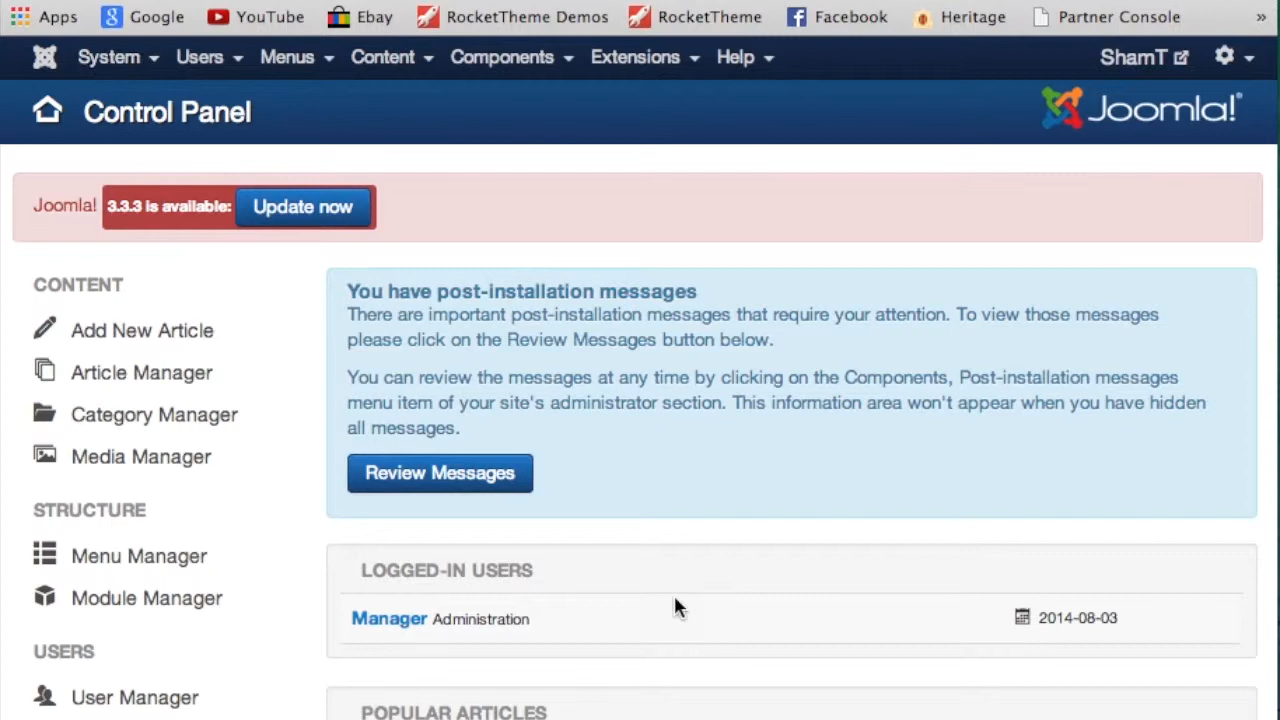 Apps Google YouTube Ebay RocketTheme Demos RocketTheme Facebook Heritage Partner Console »
System Users Menus Content Components Extensions Help ShamT
Control Panel Joomla!®
Joomla! 3.3.3 is available: Update now
CONTENT
Add New Article
Article Manager
Category Manager
Media Manager
STRUCTURE
Menu Manager
Module Manager
USERS
User Manager
You have post-installation messages
There are important post-installation messages that require your attention. To view those messages
please click on the Review Messages button below.
You can review the messages at any time by clicking on the Components, Post-installation messages
menu item of your site's administrator section. This information area won't appear when you have hidden
all messages.
Review Messages
LOGGED-IN USERS
Manager Administration 2014-08-03
POPULAR ARTICLES